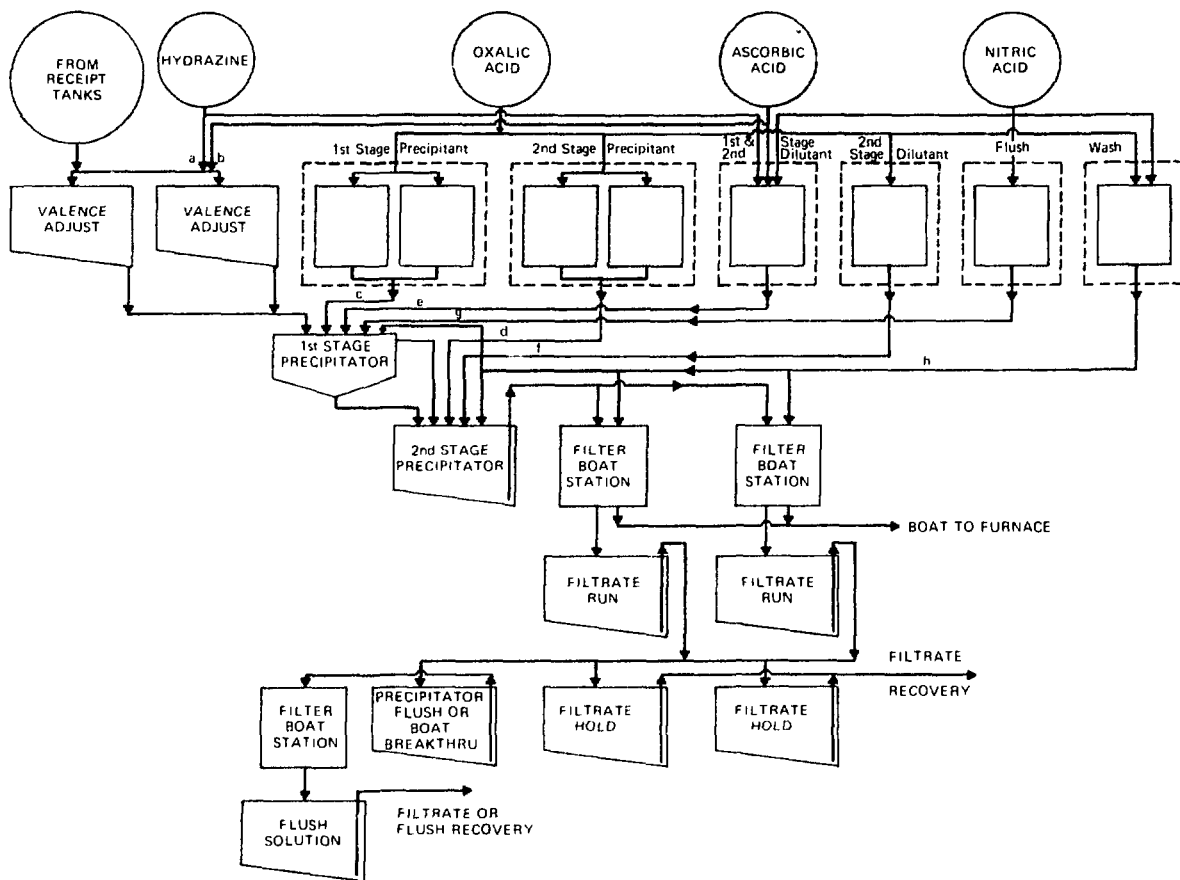 FROM
RECEIPT
TANKS
HYDRAZINE
OXALIC
ACID
ASCORBIC
ACID
NITRIC
ACID
a
b
1st Stage Precipitant
2nd Stage Precipitant
1st & Stage
2nd Dilutant
2nd
Stage Dilutant
Flush
Wash
VALENCE
ADJUST
VALENCE
ADJUST
c
e
g
d
f
h
1st STAGE
PRECIPITATOR
2nd STAGE
PRECIPITATOR
FILTER
BOAT
STATION
FILTER
BOAT
STATION
BOAT TO FURNACE
FILTRATE
RUN
FILTRATE
RUN
FILTRATE
RECOVERY
FILTER
BOAT
STATION
PRECIPITATOR
FLUSH OR
BOAT
BREAKTHRU
FILTRATE
HOLD
FILTRATE
HOLD
FLUSH
SOLUTION
FILTRATE OR
FLUSH RECOVERY